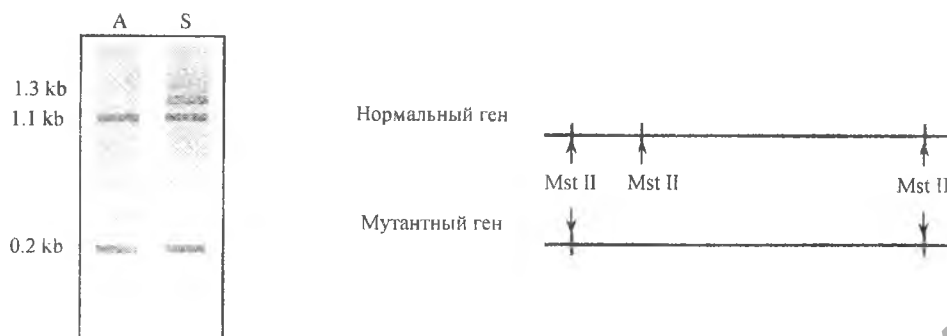 A S
1.3 kb
1.1 kb
0.2 kb
Нормальный ген
Mst II Mst II Mst II
Мутантный ген